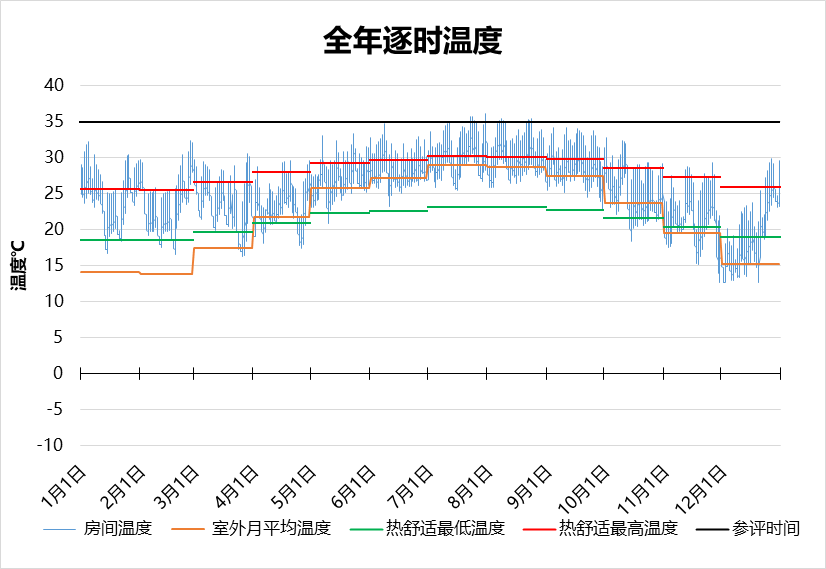 全年逐时温度
40
35
30
25
20
15
10
5
0
-5
-10
温度℃
1月1日
2月1日
3月1日
4月1日
5月1日
6月1日
7月1日
8月1日
9月1日
10月1日
11月1日
12月1日
房间温度 室外月平均温度 热舒适最低温度 热舒适最高温度 参评时间